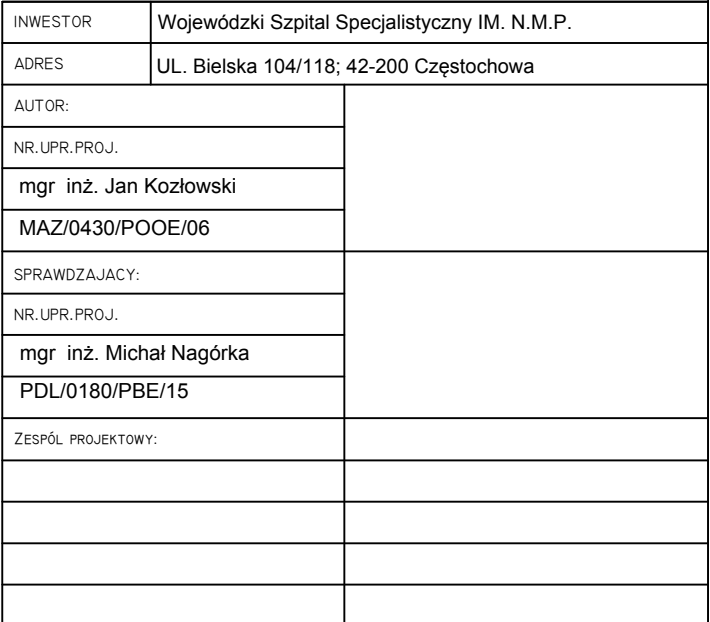 INWESTOR Wojewódzki Szpital Specjalistyczny IM. N.M.P.
ADRES UL. Bielska 104/118; 42-200 Częstochowa
AUTOR:
NR.UPR.PROJ.
mgr inż. Jan Kozłowski
MAZ/0430/POOE/06
SPRAWDZAJACY:
NR.UPR.PROJ.
mgr inż. Michał Nagórka
PDL/0180/PBE/15
ZESPÓL PROJEKTOWY: